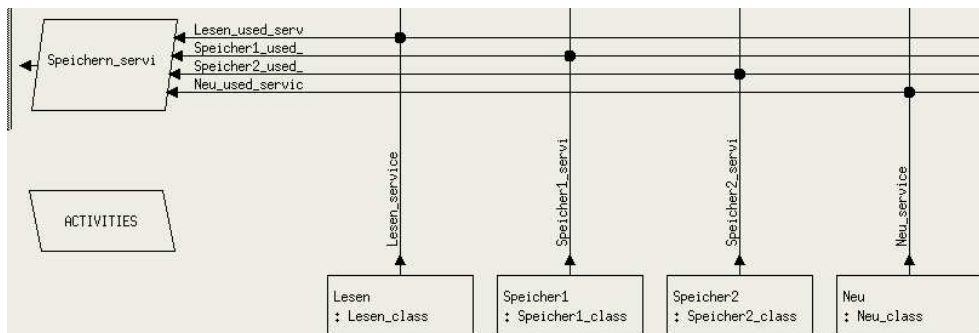 Lesen_used_serv
Speicher1_used_
Speichern_servi
Speicher2_used_
Neu_used_servic
Lesen_service
Speicher1_servi
Speicher2_servi
Neu_service
ACTIVITIES
Lesen
: Lesen_class
Speicher1
: Speicher1_class
Speicher2
: Speicher2_class
Neu
: Neu_class